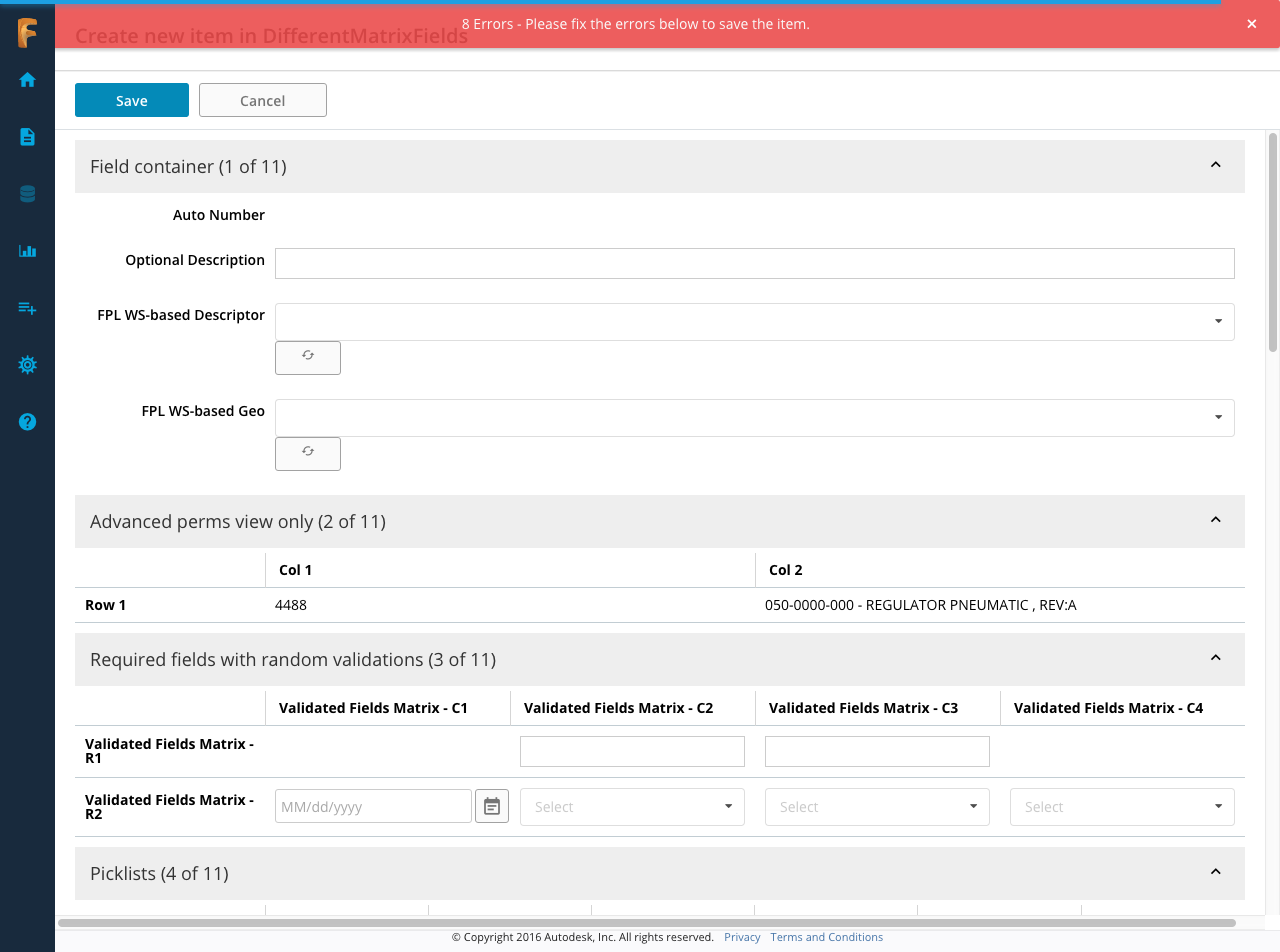 8 Errors - Please fix the errors below to save the item.
Create new item in DifferentMatrixFields
Save
Cancel
Field container (1 of 11)
Auto Number
Optional Description
FPL WS-based Descriptor
FPL WS-based Geo
Advanced perms view only (2 of 11)
Col 1 Col 2
Row 1 4488 050-0000-000 - REGULATOR PNEUMATIC , REV:A
Required fields with random validations (3 of 11)
Validated Fields Matrix - C1 Validated Fields Matrix - C2 Validated Fields Matrix - C3 Validated Fields Matrix - C4
Validated Fields Matrix -
R1
Validated Fields Matrix -
R2
MM/dd/yyyy Select Select Select
Picklists (4 of 11)
© Copyright 2016 Autodesk, Inc. All rights reserved. Privacy Terms and Conditions